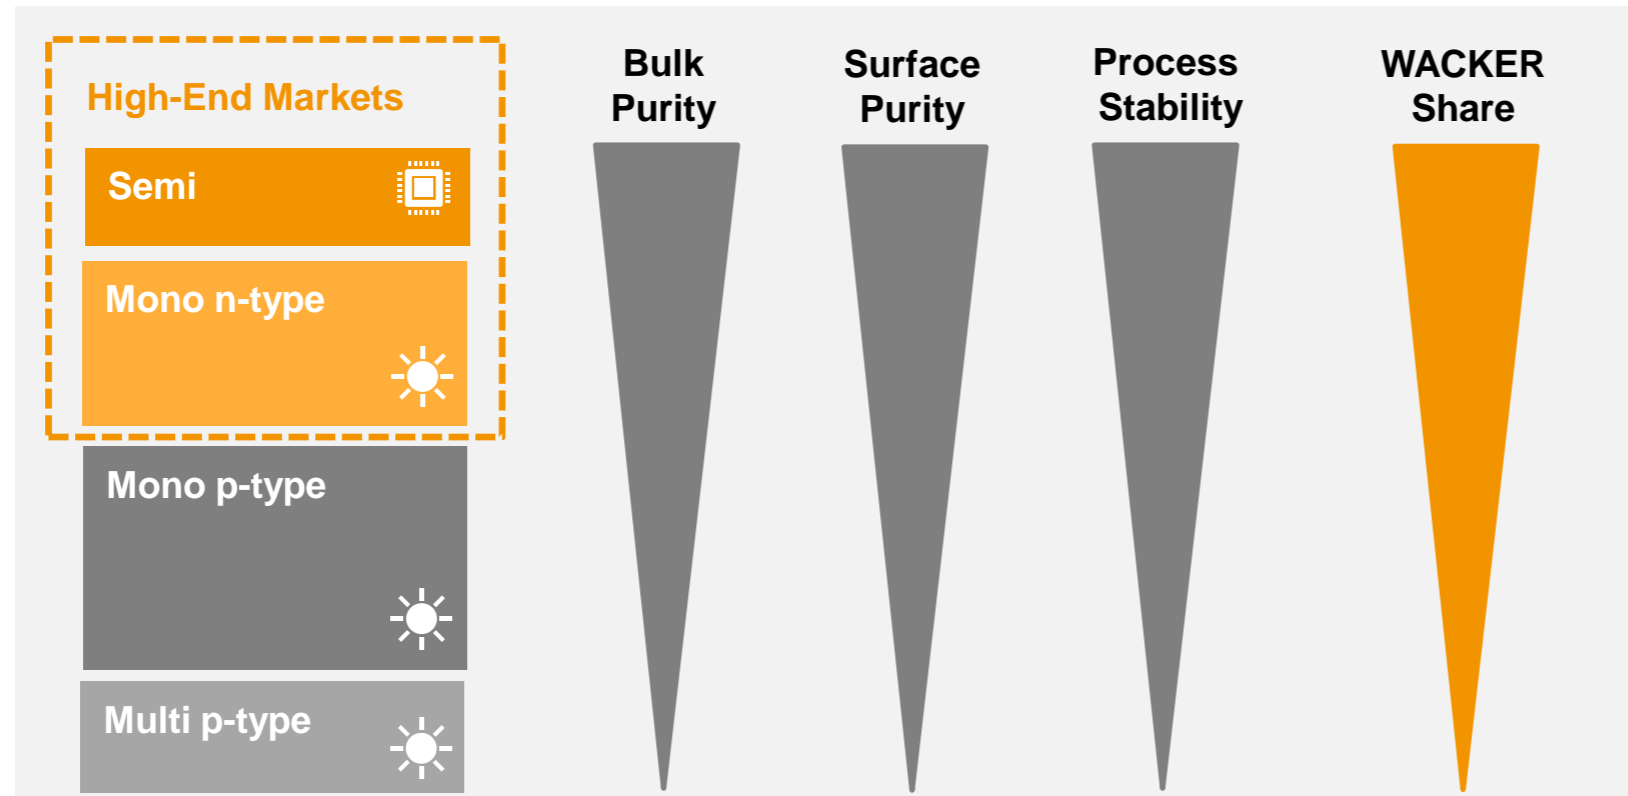 High-End Markets
Semi
Mono n-type
Mono p-type
Multi p-type
Bulk
Purity
Surface
Purity
Process
Stability
WACKER
Share